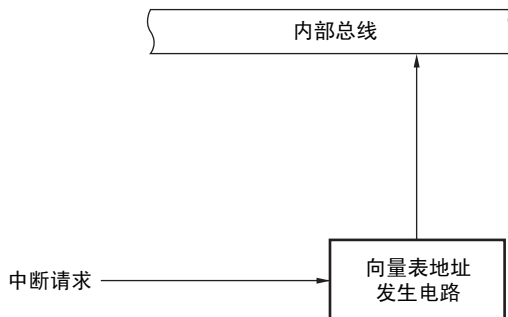 内部总线
中断请求
向量表地址
发生电路